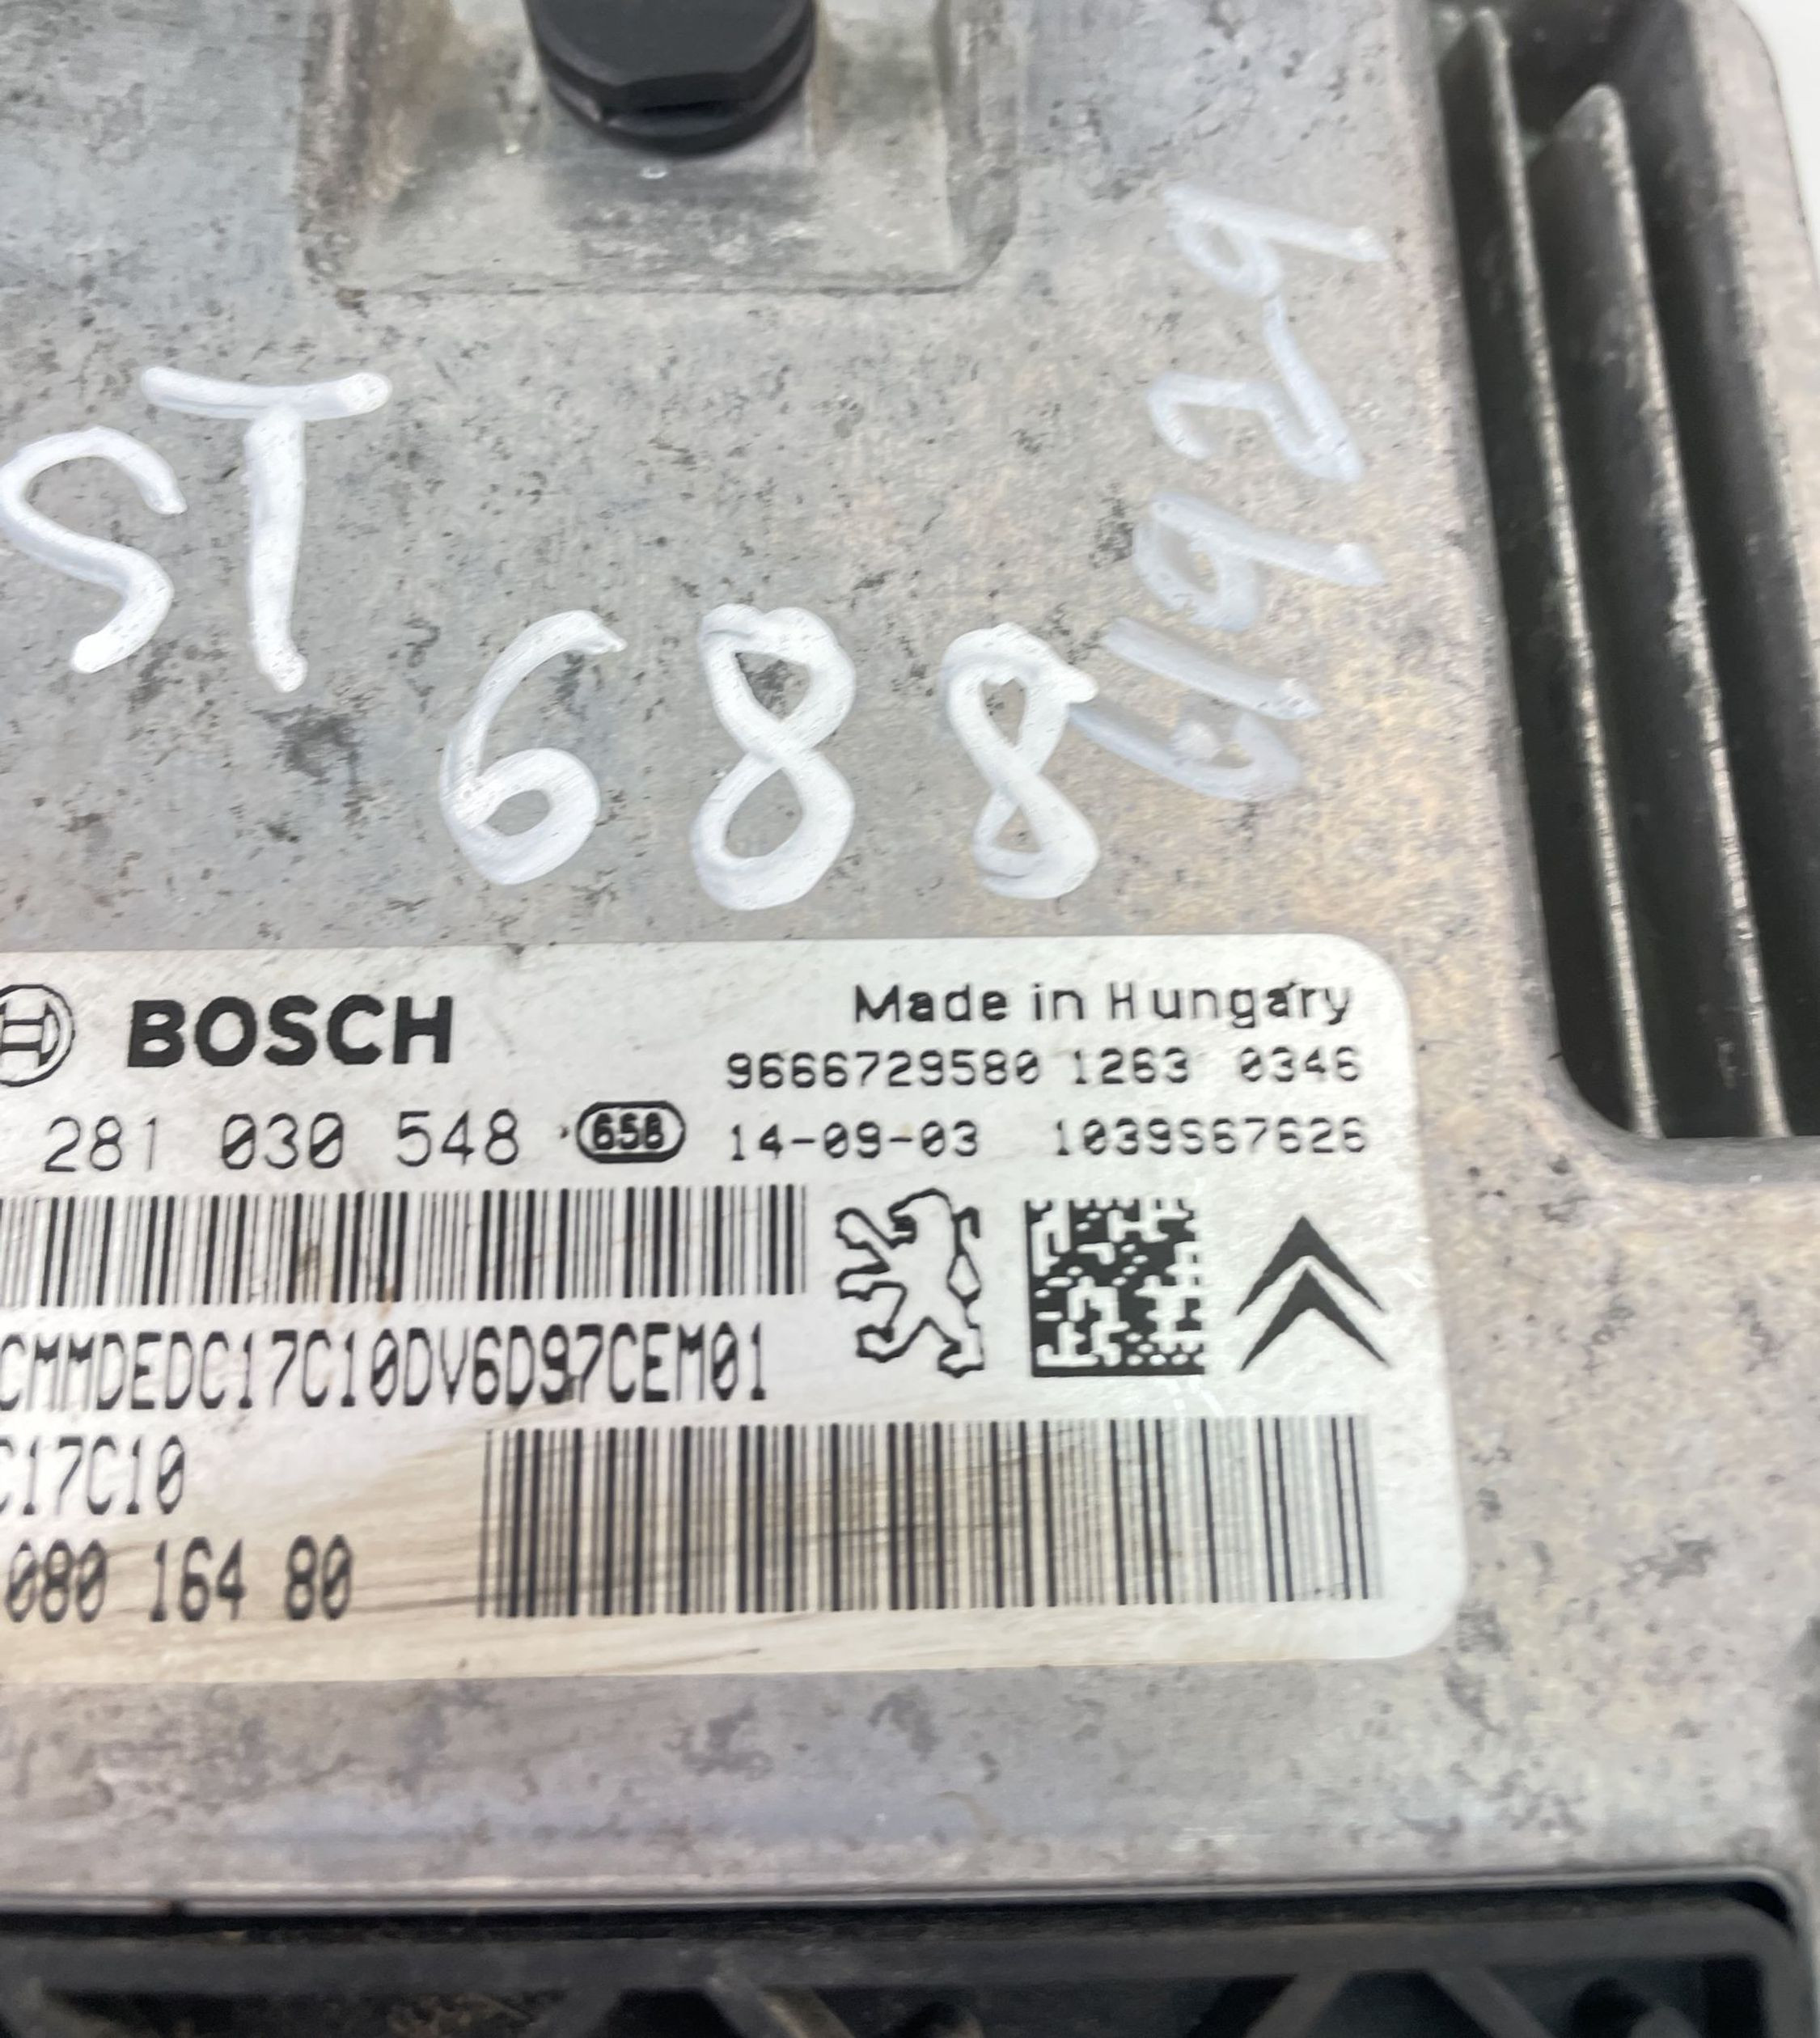 ST
688
BOSCH
Made in Hungary
9666729580 1263 0346
281 030 548 658 14-09-03 1039S67626
CMMDEDC17C10DV6D97CEM01
C17C10
080 164 80